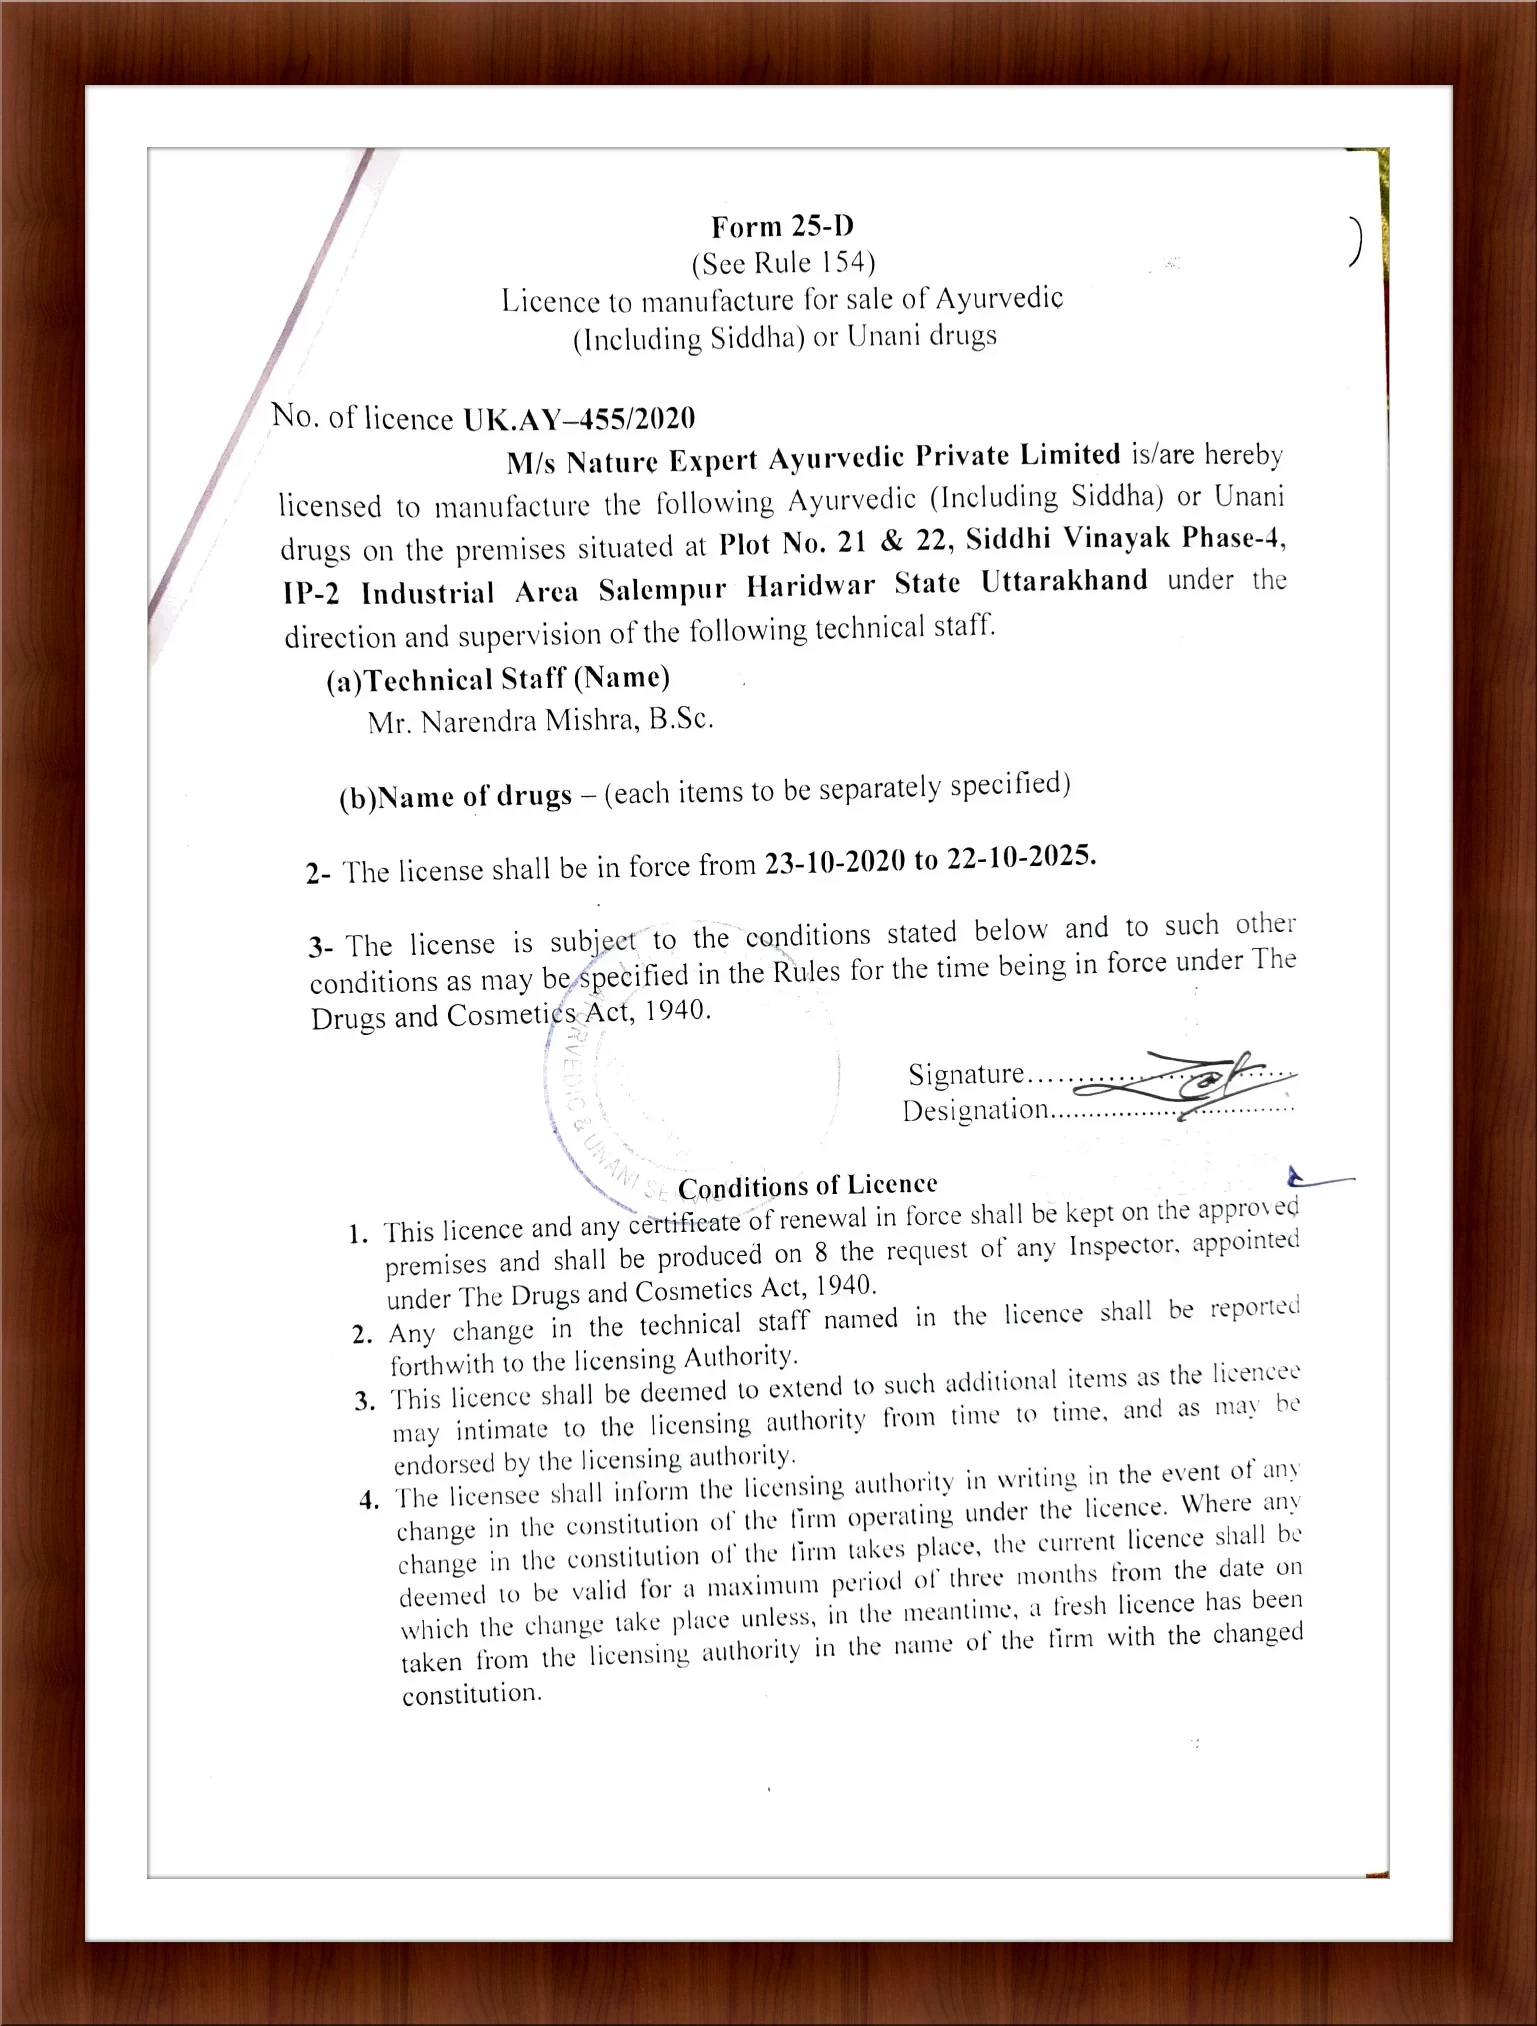 Form 25-D
(See Rule 154)
Licence to manufacture for sale of Ayurvedic
(Including Siddha) or Unani drugs
No. of licence UK.AY–455/2020
M/s Nature Expert Ayurvedic Private Limited is/are hereby
licensed to manufacture the following Ayurvedic (Including Siddha) or Unani
drugs on the premises situated at Plot No. 21 & 22, Siddhi Vinayak Phase-4,
IP-2 Industrial Area Salempur Haridwar State Uttarakhand under the
direction and supervision of the following technical staff.
(a)Technical Staff (Name)
Mr. Narendra Mishra, B.Sc.
(b)Name of drugs – (each items to be separately specified)
2- The license shall be in force from 23-10-2020 to 22-10-2025.
3- The license is subject to the conditions stated below and to such other
conditions as may be specified in the Rules for the time being in force under The
Drugs and Cosmetics Act, 1940.
AYURVEDIC & UNANI
Signature
Designation
Conditions of Licence
1. This licence and any certificate of renewal in force shall be kept on the approved
premises and shall be produced on 8 the request of any Inspector, appointed
under The Drugs and Cosmetics Act, 1940.
2. Any change in the technical staff named in the licence shall be reported
forthwith to the licensing Authority.
3. This licence shall be deemed to extend to such additional items as the licencee
may intimate to the licensing authority from time to time, and as may be
endorsed by the licensing authority.
4. The licensee shall inform the licensing authority in writing in the event of any
change in the constitution of the firm operating under the licence. Where any
change in the constitution of the firm takes place, the current licence shall be
deemed to be valid for a maximum period of three months from the date on
which the change take place unless, in the meantime, a fresh licence has been
taken from the licensing authority in the name of the firm with the changed
constitution.